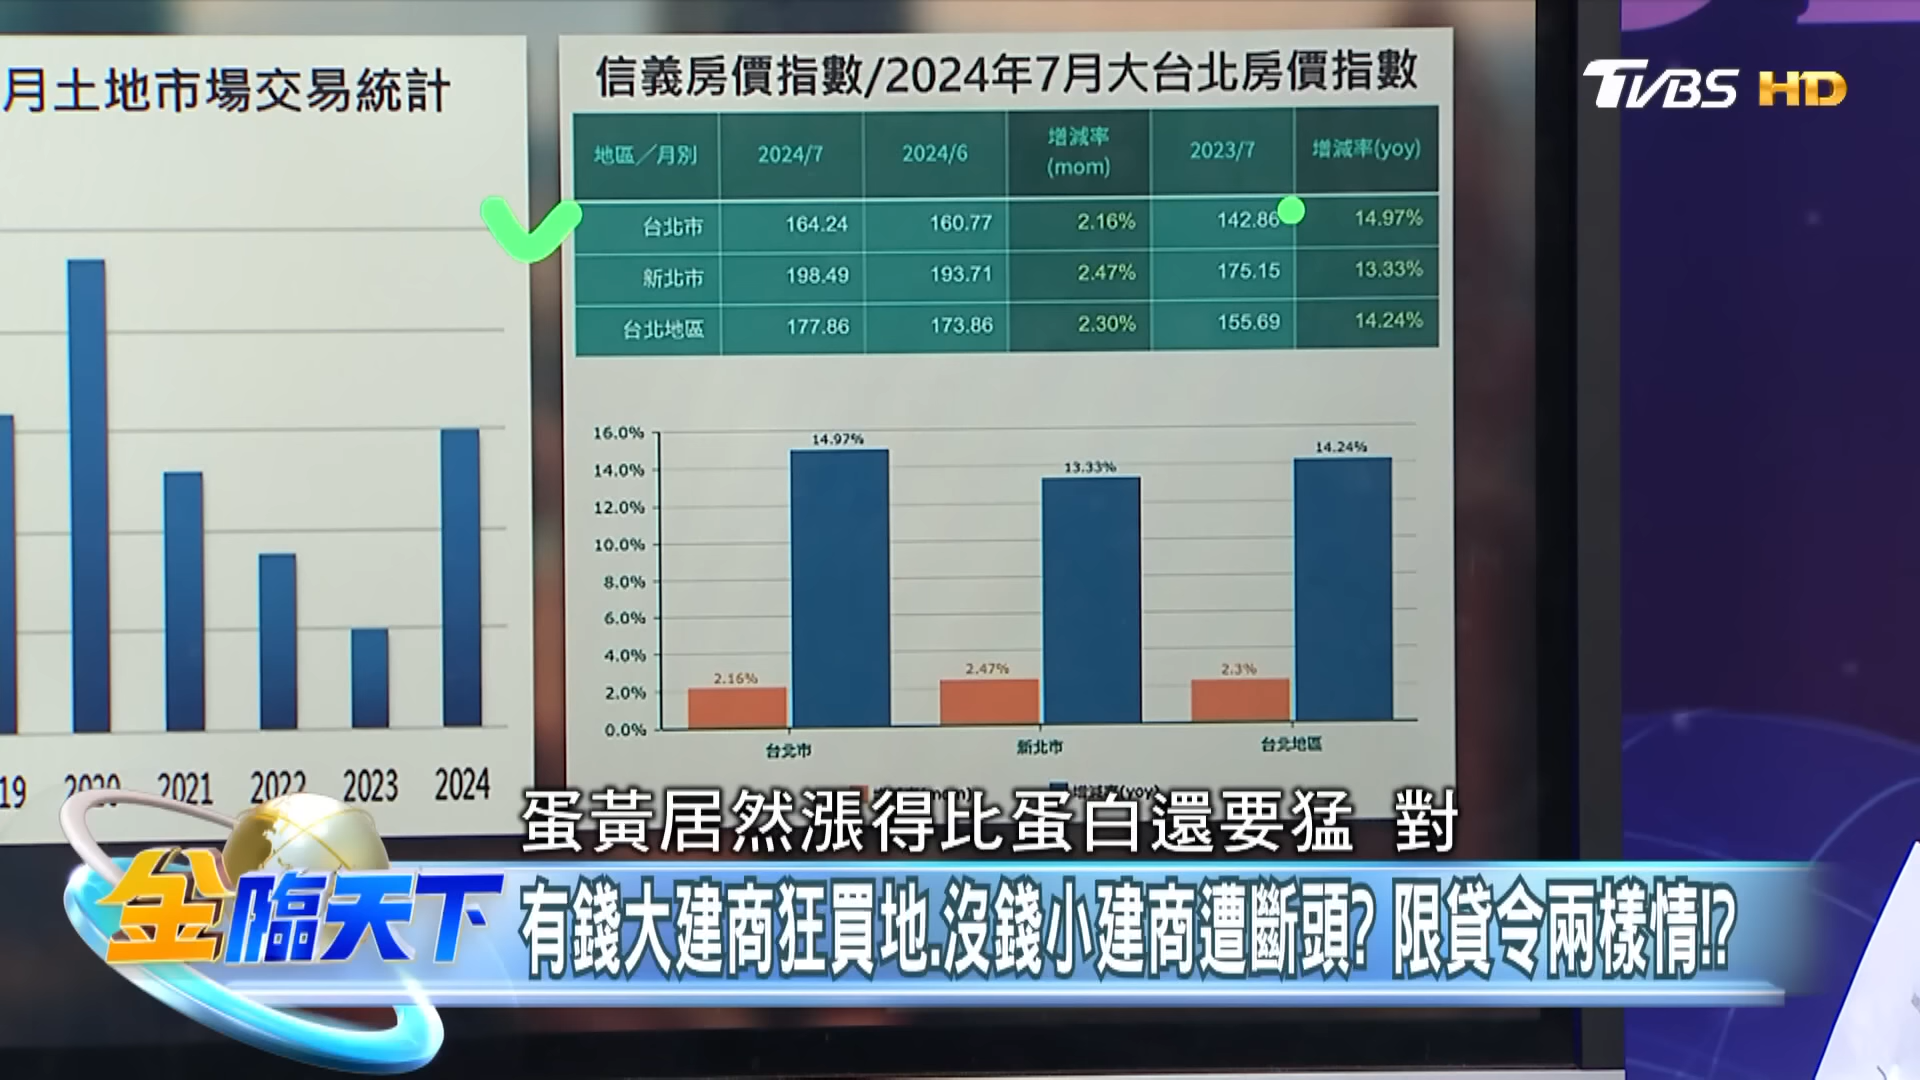 TVBS HD
月土地市場交易統計
19 2020 2021 2022 2023 2024
信義房價指數/2024年7月大台北房價指數
地區／月別 2024/7 2024/6 增減率(mom) 2023/7 增減率(yoy)
台北市 164.24 160.77 2.16% 142.86 14.97%
新北市 198.49 193.71 2.47% 175.15 13.33%
台北地區 177.86 173.86 2.30% 155.69 14.24%
16.0%
14.0%
12.0%
10.0%
8.0%
6.0%
4.0%
2.0%
0.0%
2.16% 14.97% 2.47% 13.33% 2.3% 14.24%
台北市 新北市 台北地區
增減率(yoy)
蛋黃居然漲得比蛋白還要猛 對
金臨天下
有錢大建商狂買地.沒錢小建商遭斷頭? 限貸令兩樣情!?